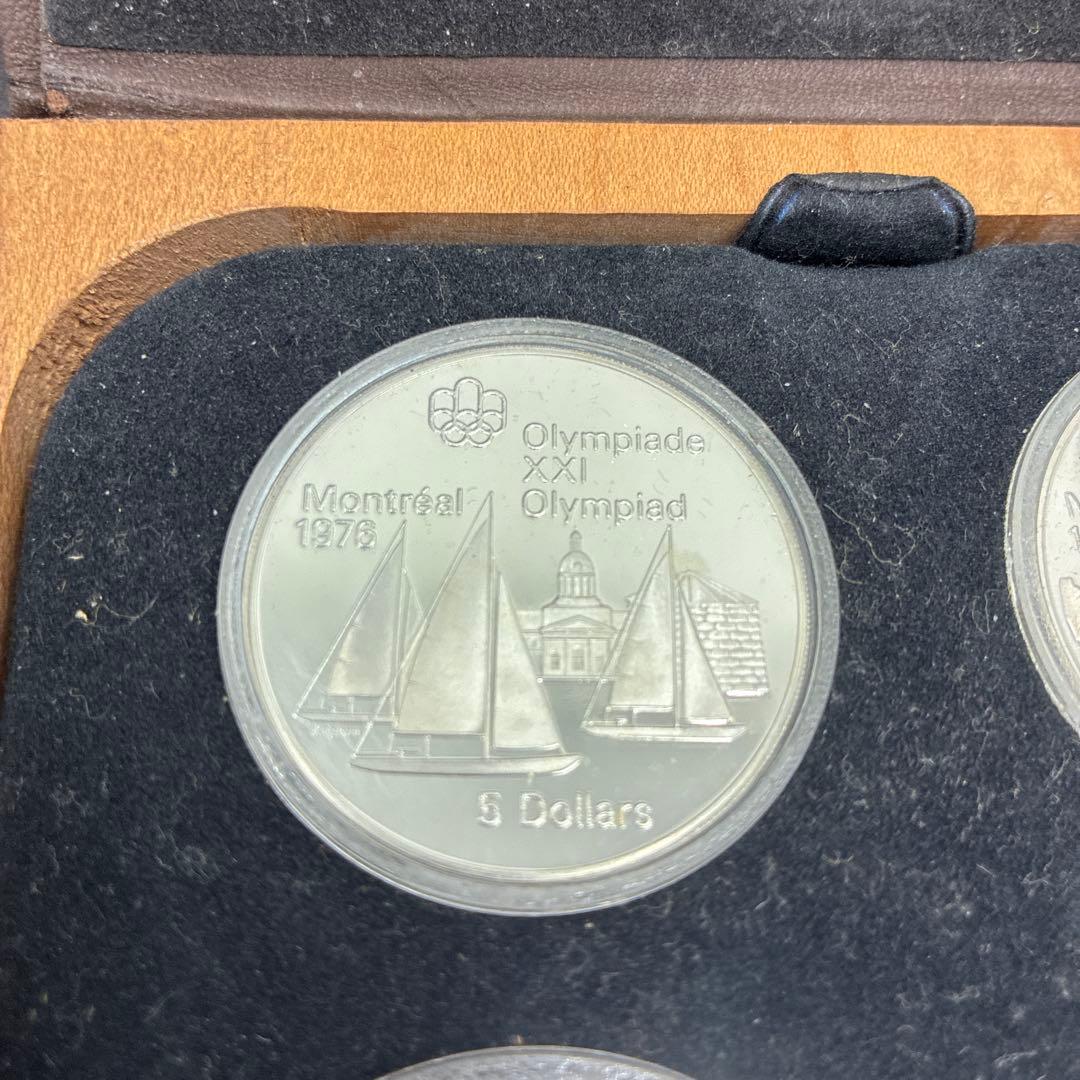 Olympiade
XXI
Olympiad
Montréal
1976
5 Dollars